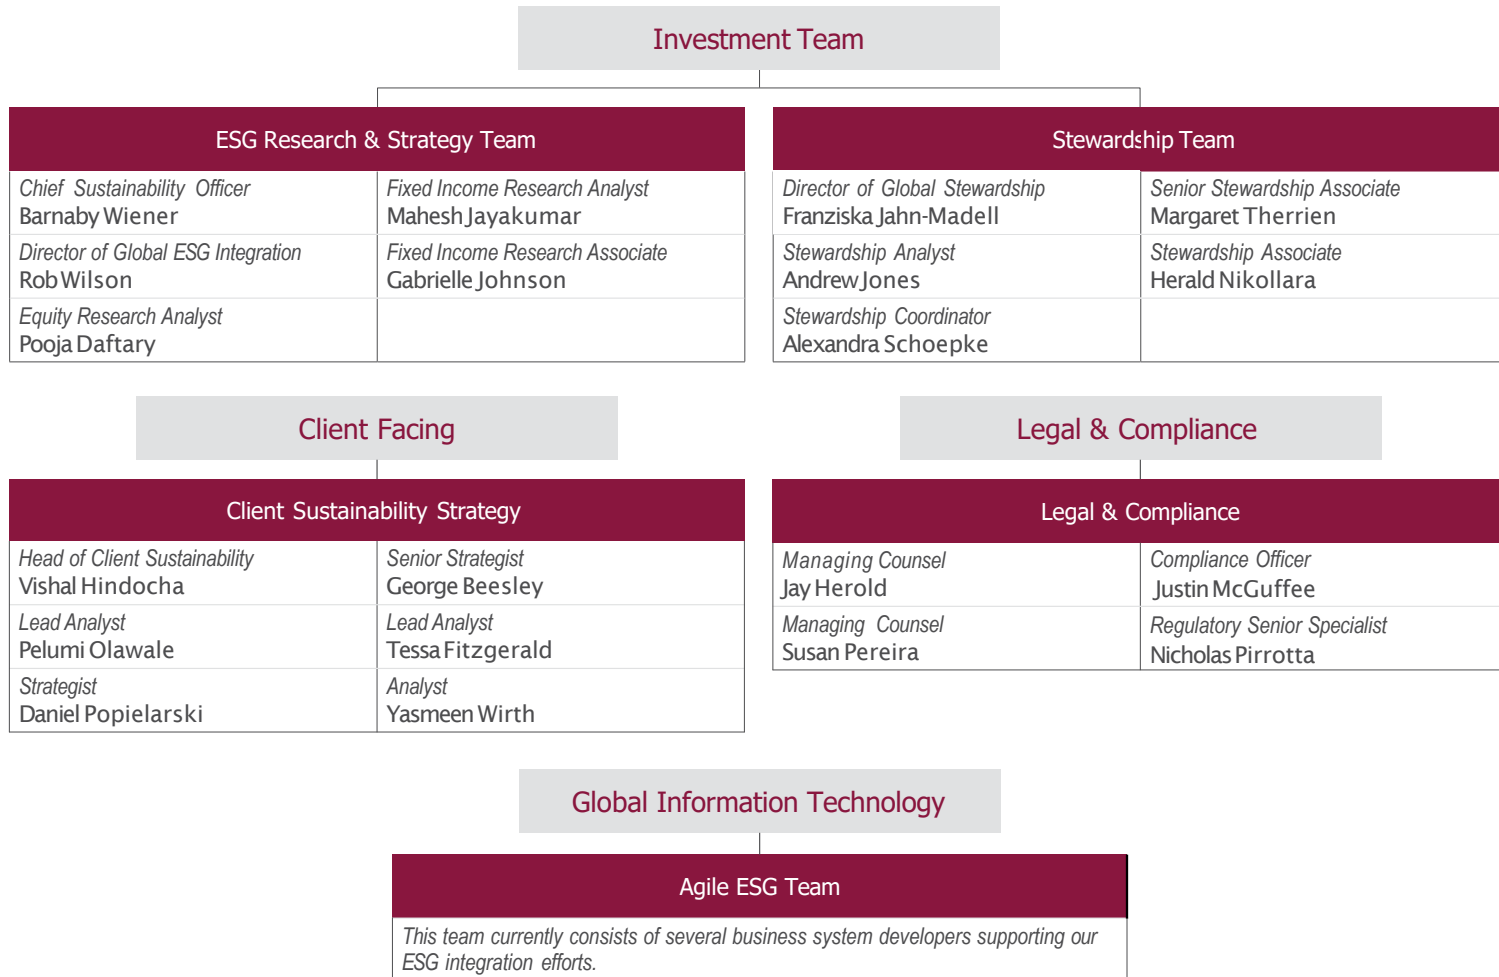 Investment Team
ESG Research & Strategy Team
Chief Sustainability Officer
Barnaby Wiener
Fixed Income Research Analyst
Mahesh Jayakumar
Director of Global ESG Integration
Rob Wilson
Fixed Income Research Associate
Gabrielle Johnson
Equity Research Analyst
Pooja Daftary
Stewardship Team
Director of Global Stewardship
Franziska Jahn-Madell
Senior Stewardship Associate
Margaret Therrien
Stewardship Analyst
Andrew Jones
Stewardship Associate
Herald Nikollara
Stewardship Coordinator
Alexandra Schoepke
Client Facing
Client Sustainability Strategy
Head of Client Sustainability
Vishal Hindocha
Senior Strategist
George Beesley
Lead Analyst
Pelumi Olawale
Lead Analyst
Tessa Fitzgerald
Strategist
Daniel Popielarski
Analyst
Yasmeen Wirth
Legal & Compliance
Legal & Compliance
Managing Counsel
Jay Herold
Compliance Officer
Justin McGuffee
Managing Counsel
Susan Pereira
Regulatory Senior Specialist
Nicholas Pirrotta
Global Information Technology
Agile ESG Team
This team currently consists of several business system developers supporting our
ESG integration efforts.